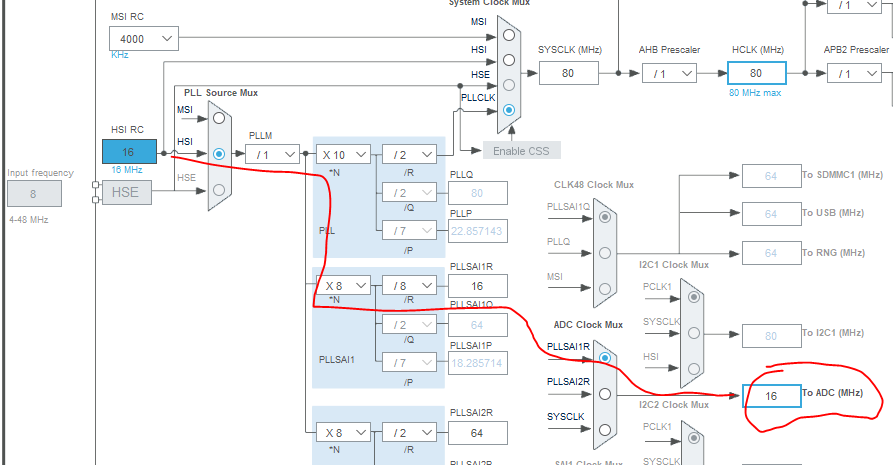 System Clock Mux
MSI RC
4000
KHz
MSI
HSI
HSE
PLLCLK
SYSCLK (MHz)
80
AHB Prescaler
/ 1
HCLK (MHz)
80
80 MHz max
/ 1
APB2 Prescaler
/ 1
PLL Source Mux
MSI
HSI
HSE
HSI RC
16
16 MHz
Input frequency
8
4-48 MHz
HSE
PLLM
/ 1
X 10
*N
/ 2
/R
PLLQ
/ 2
80
/Q
PLLP
PLL
/ 7
22.857143
/P
Enable CSS
PLLSAI1R
X 8
*N
/ 8
16
/R
PLLSAI1Q
/ 2
64
/Q
PLLSAI1P
PLLSAI1
/ 7
18.285714
/P
PLLSAI2R
X 8
*N
/ 2
64
/R
PLLSAI2Q
CLK48 Clock Mux
PLLSAI1Q
PLLQ
MSI
64
To SDMMC1 (MHz)
64
To USB (MHz)
64
To RNG (MHz)
I2C1 Clock Mux
PCLK1
SYSCLK
HSI
80
To I2C1 (MHz)
ADC Clock Mux
PLLSAI1R
PLLSAI2R
SYSCLK
16
To ADC (MHz)
I2C2 Clock Mux
PCLK1
SYSCLK
SAI1 Clock Mux